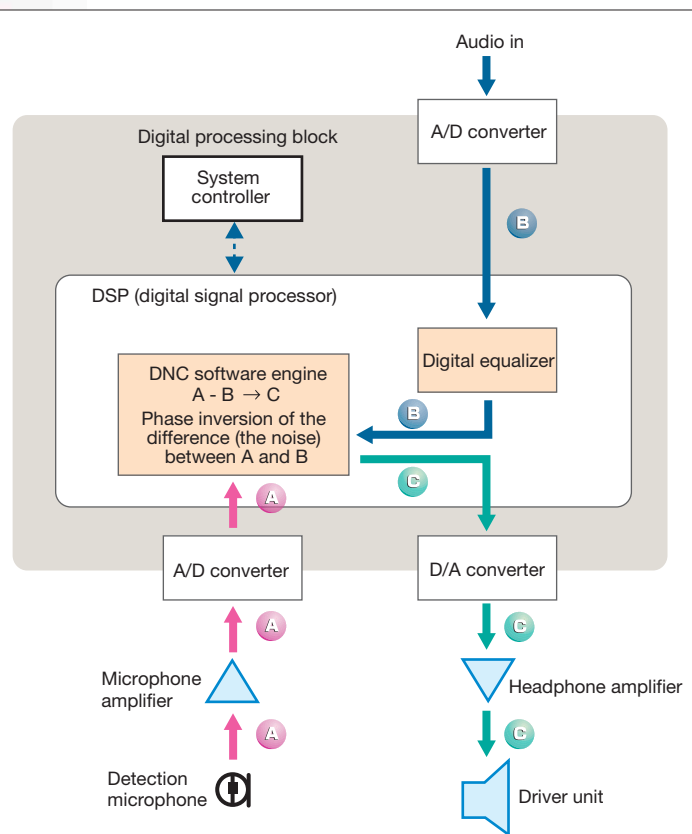 Audio in
A/D converter
Digital processing block
System
controller
B
DSP (digital signal processor)
Digital equalizer
DNC software engine
A - B → C
Phase inversion of the
difference (the noise)
between A and B
B
C
A
A/D converter
D/A converter
A
C
Microphone
amplifier
Headphone amplifier
A
C
Detection
microphone
Driver unit